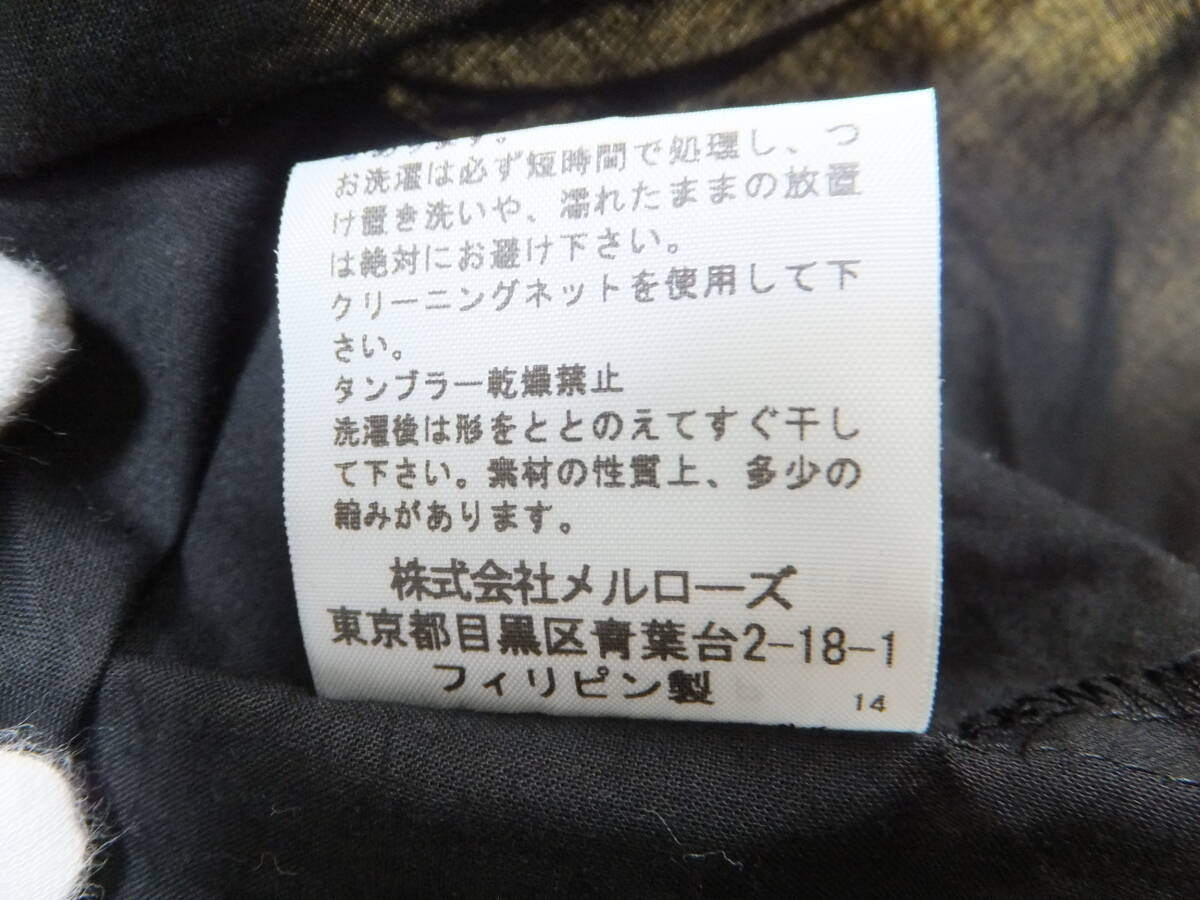 あります。
お洗濯は必ず短時間で処理し、つ
け置き洗いや、濡れたままの放置
は絶対にお避け下さい。
クリーニングネットを使用して下
さい。
タンブラー乾燥禁止
洗濯後は形をととのえてすぐ干し
て下さい。素材の性質上、多少の
縮みがあります。
株式会社メルローズ
東京都目黒区青葉台2-18-1
フィリピン製
14